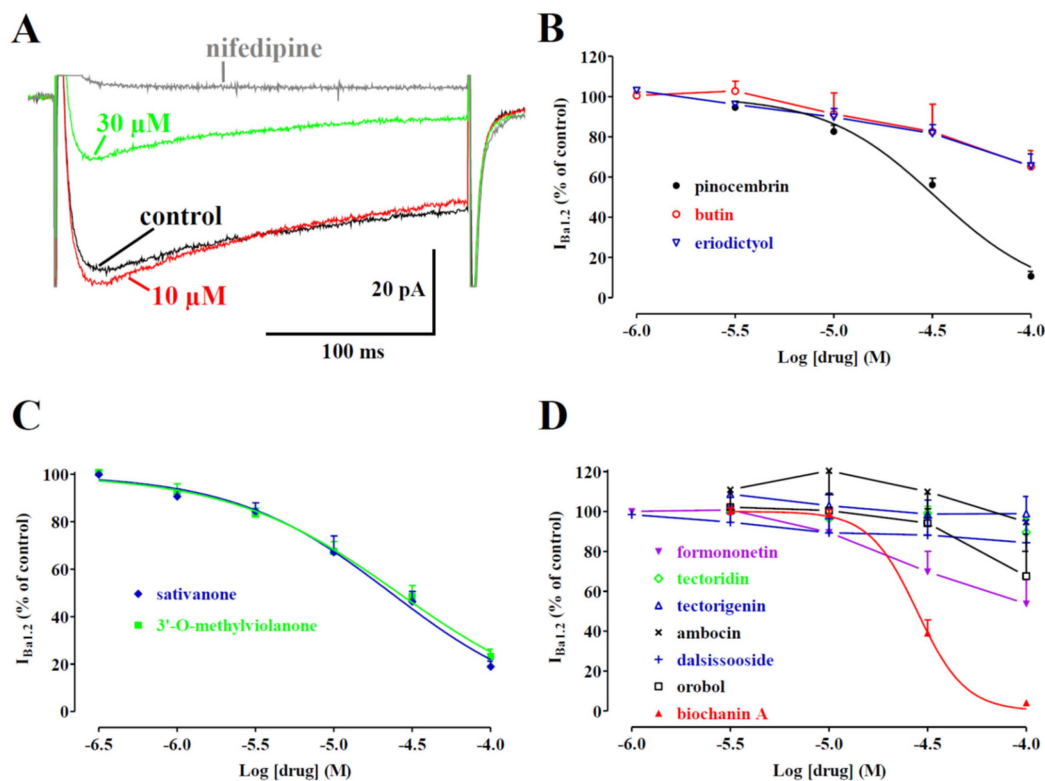 A
nifedipine
30 µM
control
10 µM
20 pA
100 ms
B
I Ba1.2 (% of control)
120
100
80
60
40
20
0
pinocembrin
butin
eriodictyol
-6.0
-5.5
-5.0
-4.5
-4.0
Log [drug] (M)
C
I Ba1.2 (% of control)
100
80
60
40
20
0
sativanone
3'-O-methylviolanone
-6.5
-6.0
-5.5
-5.0
-4.5
-4.0
Log [drug] (M)
D
I Ba1.2 (% of control)
120
100
80
60
40
20
0
formononetin
tectoridin
tectorigenin
ambocin
dalsissooside
orobol
biochanin A
-6.0
-5.5
-5.0
-4.5
-4.0
Log [drug] (M)